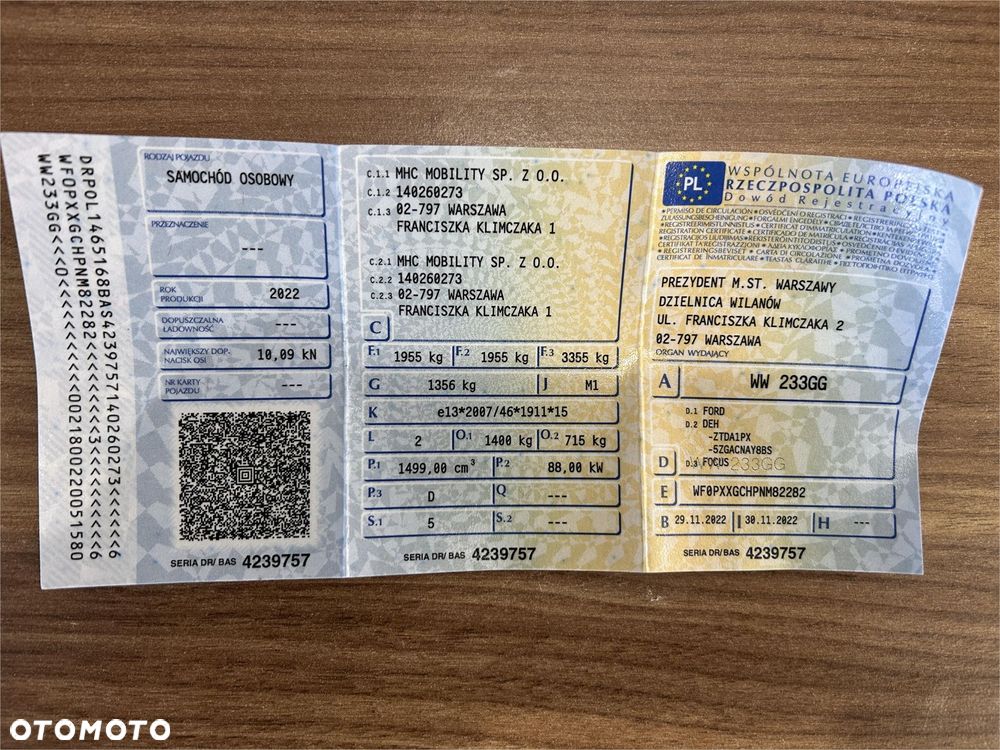 DRPOL1465168BAS4239757140260273<<<<<6
WF0PXXGCHPNM82282<<<<<<<<<<<3<<<<<<6
WW233GG<<<0<<<<<<<<<<002180022005158 0
RODZAJ POJAZDU
SAMOCHÓD OSOBOWY
PRZEZNACZENIE
---
ROK PRODUKCJI 2022
DOPUSZCZALNA ŁADOWNOŚĆ ---
NAJWIĘKSZY DOP. NACISK OSI 10,09 kN
NR KARTY POJAZDU ---
SERIA DR/ BAS 4239757
C.1.1 MHC MOBILITY SP. Z O.O.
C.1.2 140260273
C.1.3 02-797 WARSZAWA
FRANCISZKA KLIMCZAKA 1
C.2.1 MHC MOBILITY SP. Z O.O.
C.2.2 140260273
C.2.3 02-797 WARSZAWA
FRANCISZKA KLIMCZAKA 1
C
F.1 1955 kg F.2 1955 kg F.3 3355 kg
G 1356 kg J M1
K e13*2007/46*1911*15
L 2 O.1 1400 kg O.2 715 kg
P.1 1499,00 cm³ P.2 88,00 kW
P.3 D Q ---
S.1 5 S.2 ---
SERIA DR/ BAS 4239757
PL
WSPÓLNOTA EUROPEJSKA
RZECZPOSPOLITA POLSKA
Dowód Rejestracyjny
PREZYDENT M.ST. WARSZAWY
DZIELNICA WILANÓW
UL. FRANCISZKA KLIMCZAKA 2
02-797 WARSZAWA
ORGAN WYDAJĄCY
A WW 233GG
D.1 FORD
D.2 DEH
-ZTDA1PX
-5ZGACNAY8BS
D D.3 FOCUS
E WF0PXXGCHPNM82282
B 29.11.2022 I 30.11.2022 H ---
SERIA DR/ BAS 4239757
OTOMOTO